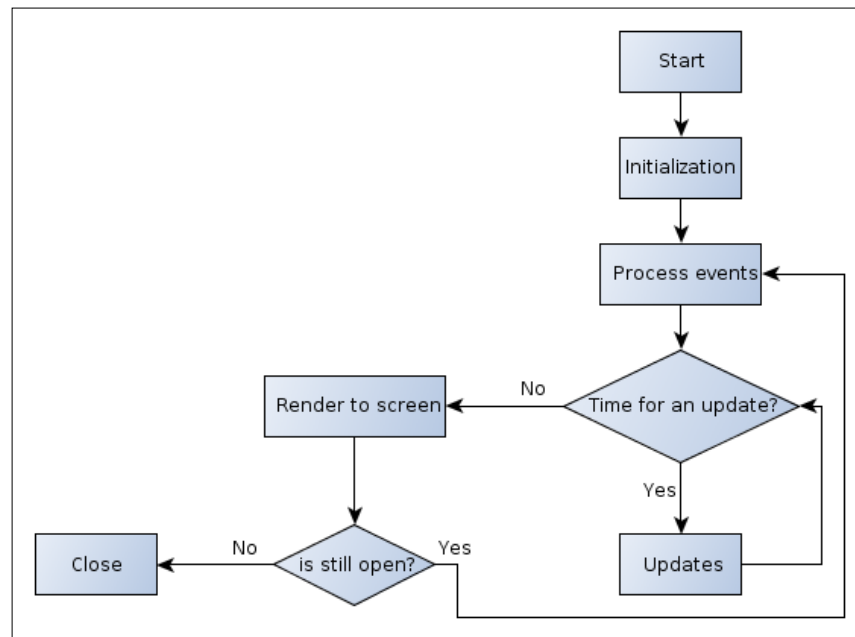 Start
Initialization
Process events
Time for an update?
No
Render to screen
Yes
Updates
is still open?
No
Yes
Close